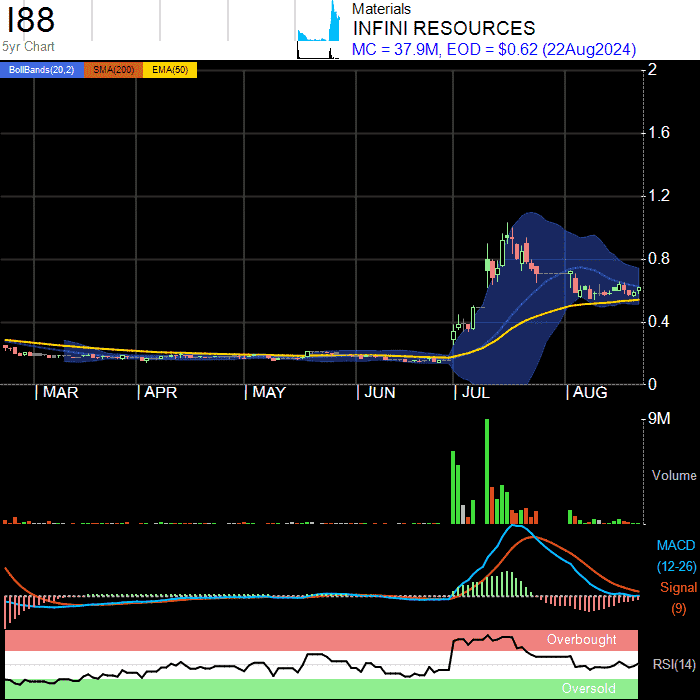 I88
5yr Chart
Materials
INFINI RESOURCES
MC = 37.9M, EOD = $0.62 (22Aug2024)
BollBands(20,2) SMA(200) EMA(50)
2
1.6
1.2
0.8
0.4
0
MAR APR MAY JUN JUL AUG
9M
Volume
MACD
(12-26)
Signal
(9)
Overbought
RSI(14)
Oversold